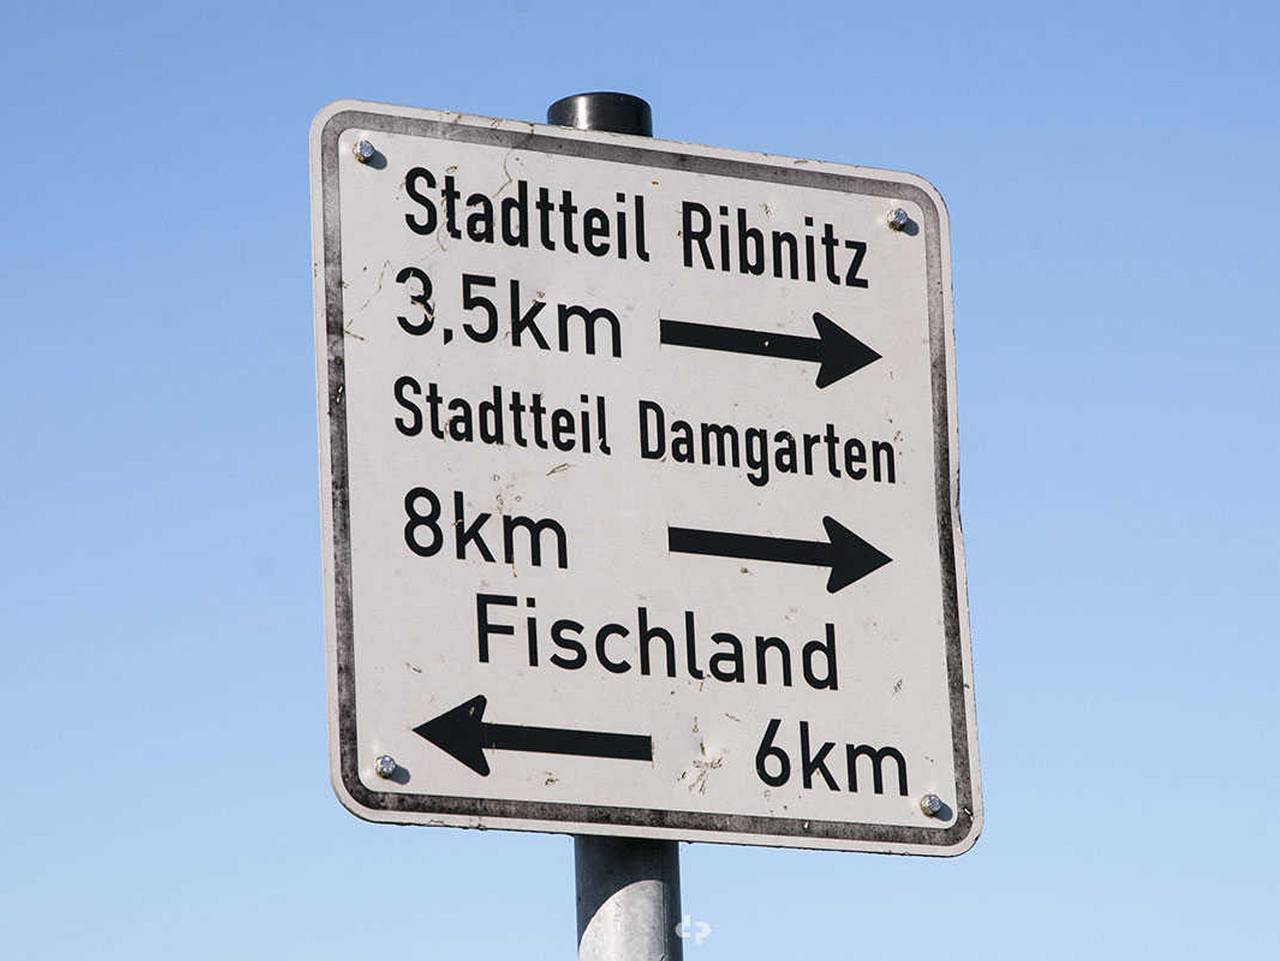 Stadtteil Ribnitz
3,5km
Stadtteil Damgarten
8km
Fischland
6km